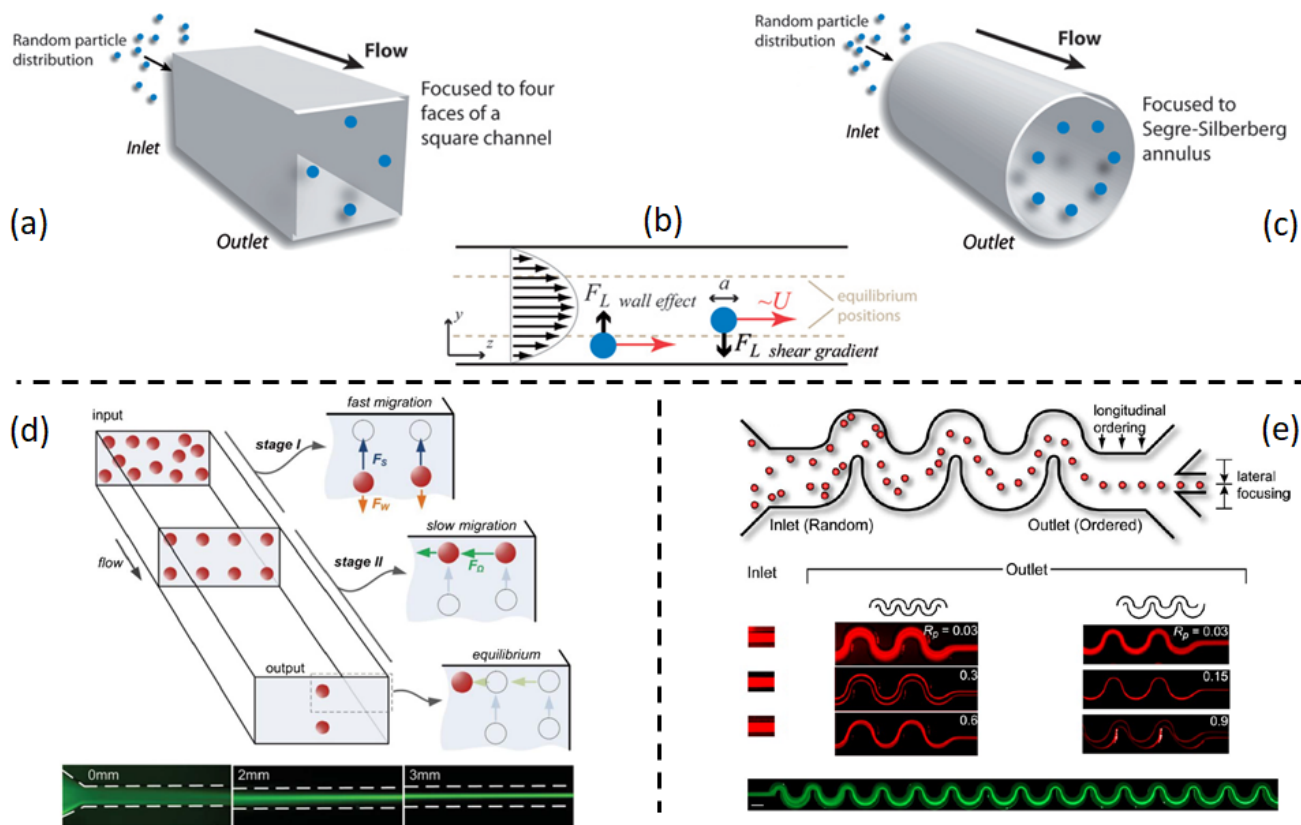 Random particle
distribution
Flow
Focused to four
faces of a
square channel
Inlet
Outlet
(a)
(b)
Random particle
distribution
Flow
Focused to
Segre-Silberberg
annulus
Inlet
Outlet
(c)
y
z
F_L wall effect
a
~U
F_L shear gradient
equilibrium
positions
(d)
input
stage I
fast migration
F_S
F_W
flow
stage II
slow migration
F_Ω
output
equilibrium
0mm
2mm
3mm
(e)
longitudinal
ordering
lateral
focusing
Inlet (Random)
Outlet (Ordered)
Inlet
Outlet
R_p = 0.03
0.3
0.6
R_p = 0.03
0.15
0.9